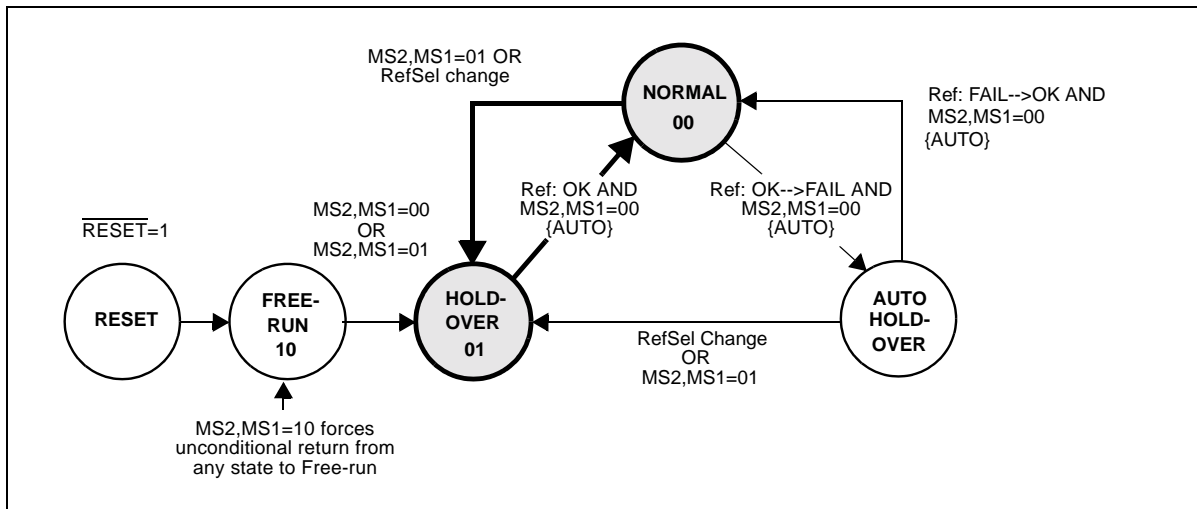 MS2,MS1=01 OR
RefSel change
NORMAL
00
Ref: FAIL-->OK AND
MS2,MS1=00
{AUTO}
Ref: OK AND
MS2,MS1=00
{AUTO}
Ref: OK-->FAIL AND
MS2,MS1=00
{AUTO}
RESET=1
MS2,MS1=00
OR
MS2,MS1=01
RESET
FREE-
RUN
10
HOLD-
OVER
01
AUTO
HOLD-
OVER
RefSel Change
OR
MS2,MS1=01
MS2,MS1=10 forces
unconditional return from
any state to Free-run